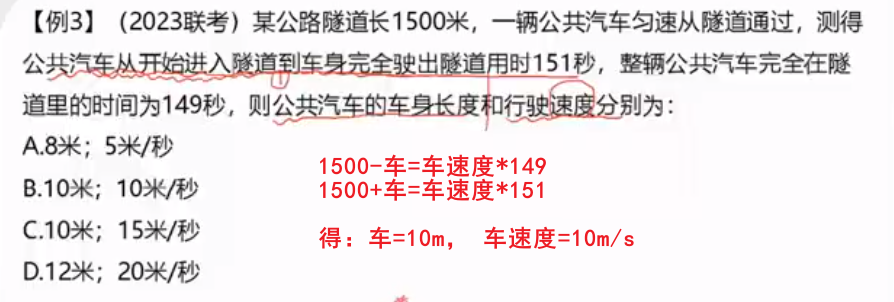 【例3】（2023联考）某公路隧道长1500米，一辆公共汽车匀速从隧道通过，测得
公共汽车从开始进入隧道到车身完全驶出隧道用时151秒，整辆公共汽车完全在隧
道里的时间为149秒，则公共汽车的车身长度和行驶速度分别为：
A.8米；5米/秒
B.10米；10米/秒
C.10米；15米/秒
D.12米；20米/秒
1500-车=车速度*149
1500+车=车速度*151
得：车=10m， 车速度=10m/s